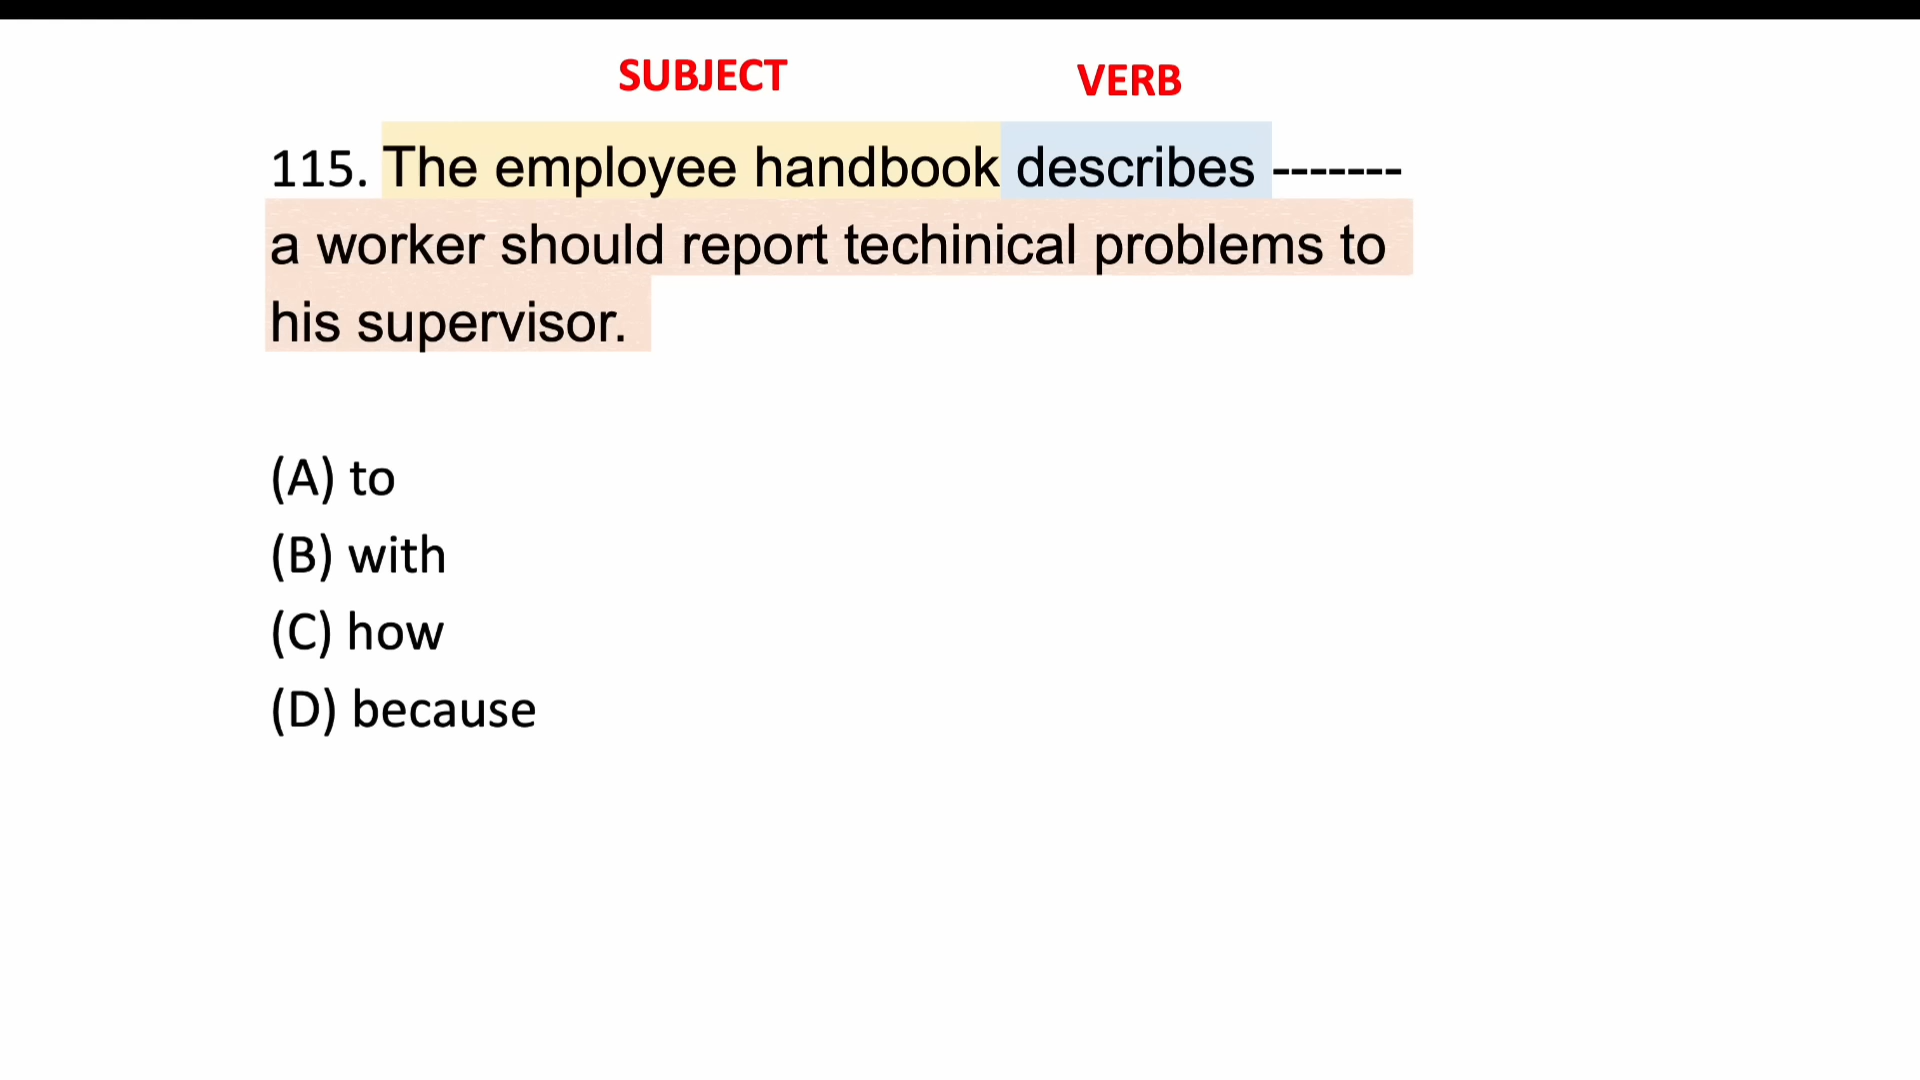 SUBJECT VERB
115. The employee handbook describes -------
a worker should report techinical problems to
his supervisor.
(A) to
(B) with
(C) how
(D) because